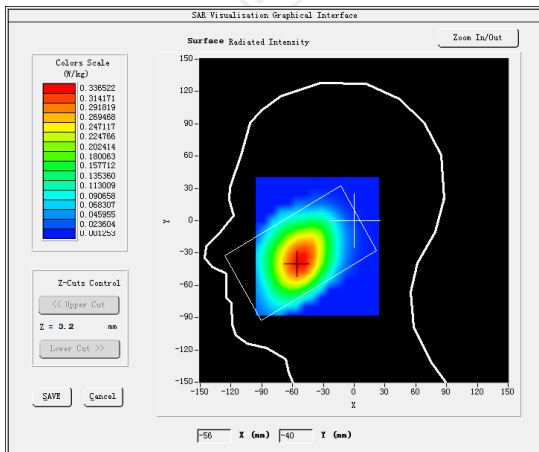 SAR Visualisation Graphical Interface
Surface Radiated Intensity
Zoom In/Out
Colors Scale
(W/kg)
0.336522
0.314171
0.291819
0.269468
0.247117
0.224766
0.202414
0.180063
0.157712
0.135360
0.113009
0.090658
0.068307
0.045955
0.023604
0.001253
Z-Cuts Control
<< Upper Cut
Z = 0.2 mm
Lower Cut >>
SAVE Cancel
150
120
90
60
30
0
-30
-60
-90
-120
-150
Y
-150 -120 -90 -60 -30 0 30 60 90 120 150
X
-56 X (mm) -40 Y (mm)